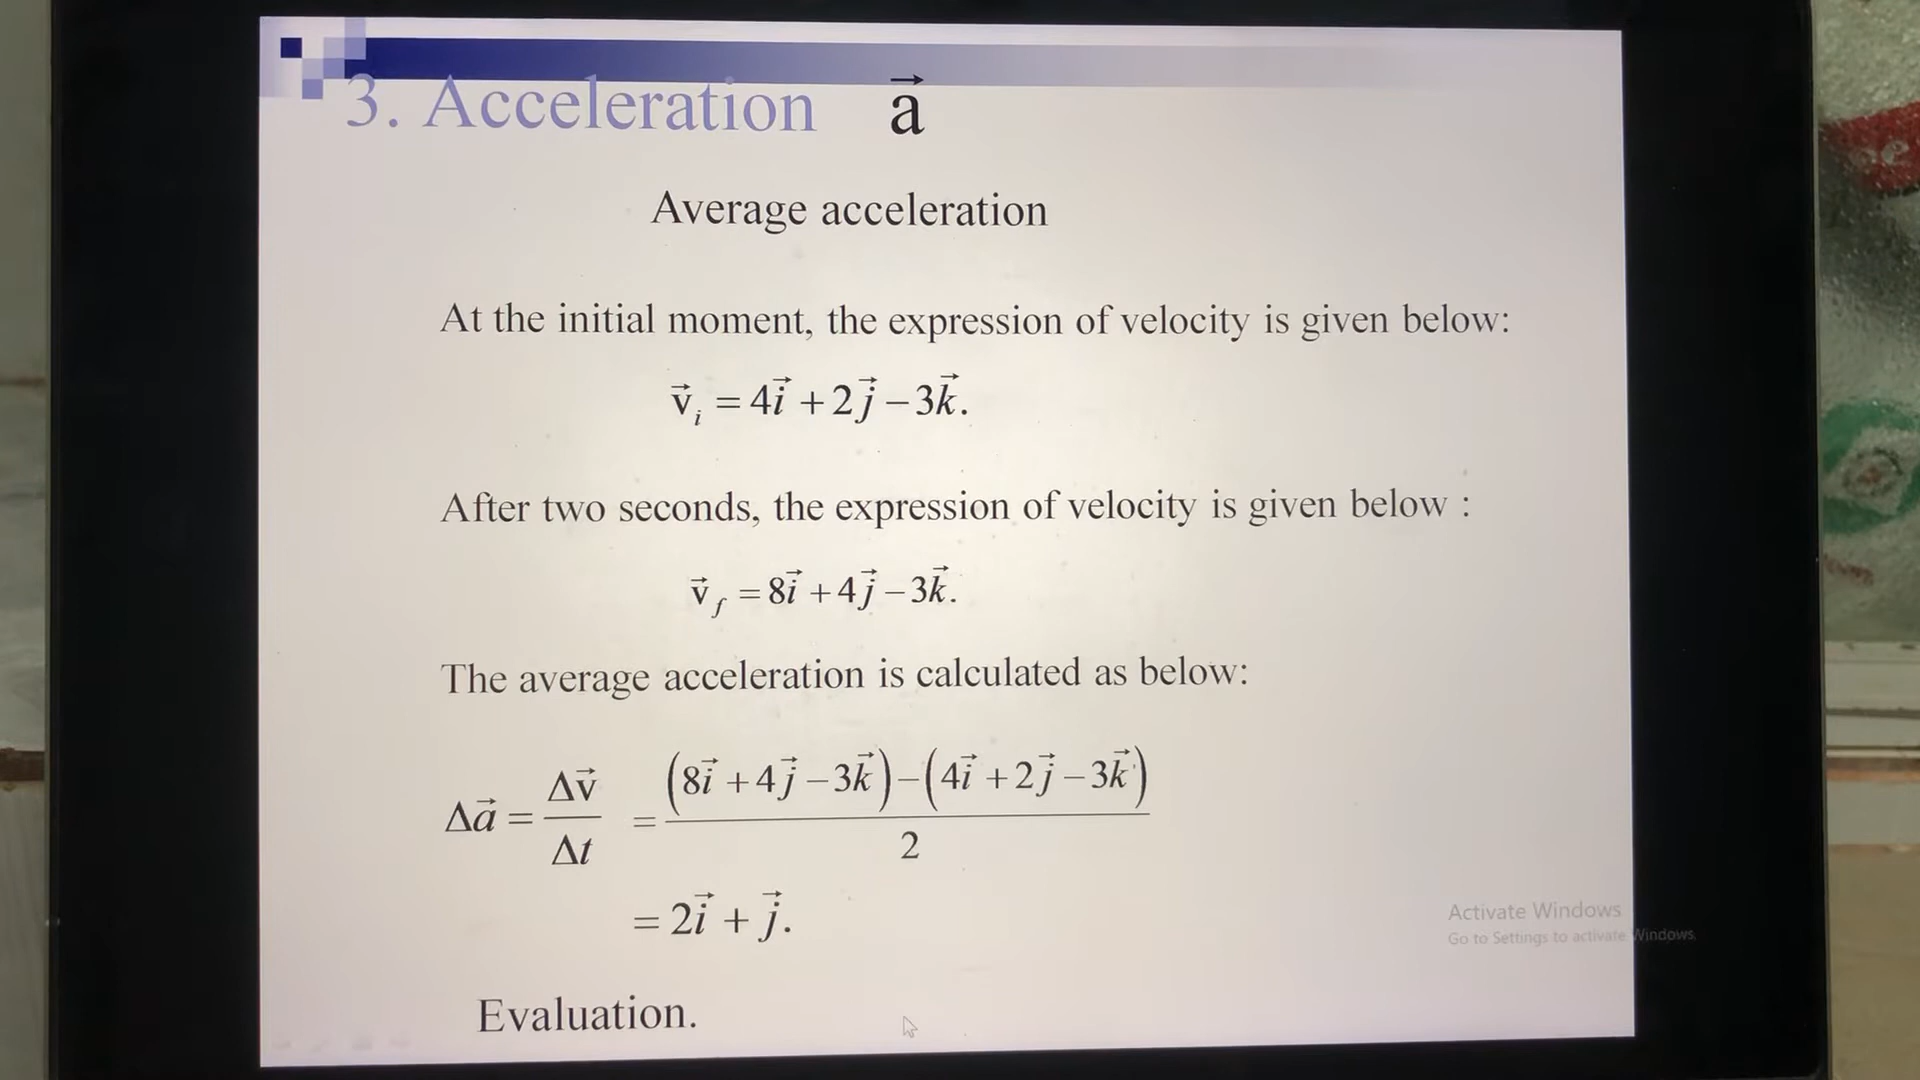 3. Acceleration a⃗
Average acceleration
At the initial moment, the expression of velocity is given below:
v⃗ᵢ = 4i⃗ + 2j⃗ − 3k⃗.
After two seconds, the expression of velocity is given below :
v⃗_f = 8i⃗ + 4j⃗ − 3k⃗.
The average acceleration is calculated as below:
Δa⃗ = Δv⃗/Δt = ((8i⃗ + 4j⃗ − 3k⃗) − (4i⃗ + 2j⃗ − 3k⃗))/2
= 2i⃗ + j⃗.
Activate Windows
Go to Settings to activate Windows.
Evaluation.